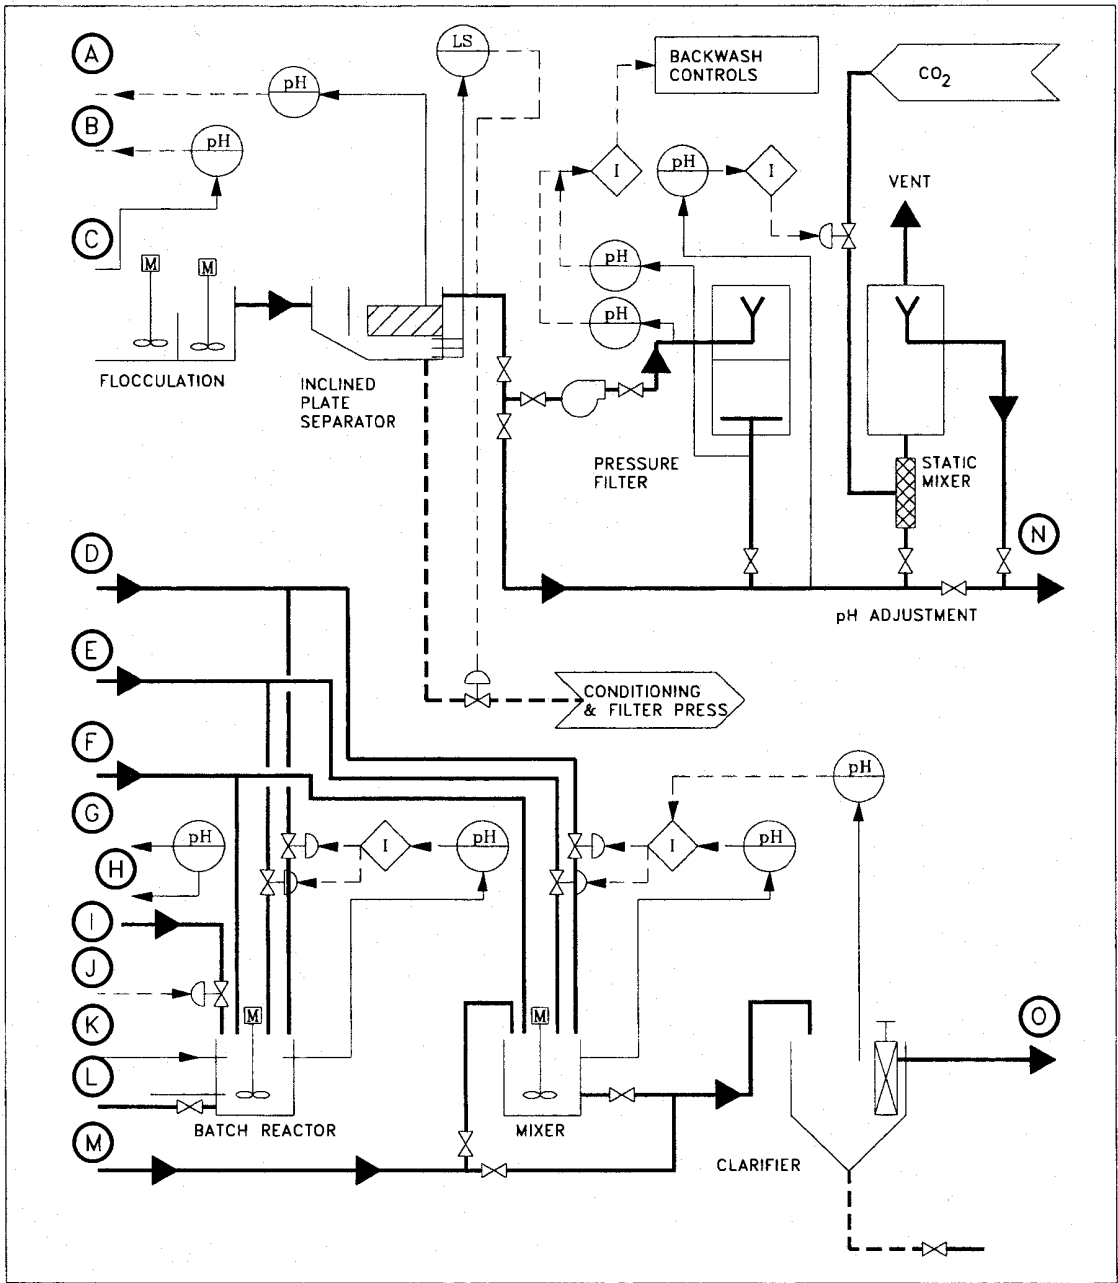 A
LS
BACKWASH
CONTROLS
CO2
pH
B
pH
I
pH
I
VENT
C
M
M
pH
pH
FLOCCULATION
INCLINED
PLATE
SEPARATOR
PRESSURE
FILTER
STATIC
MIXER
N
D
pH ADJUSTMENT
E
CONDITIONING
& FILTER PRESS
F
pH
G
pH
I
pH
I
pH
H
I
J
K
M
M
O
L
BATCH REACTOR
MIXER
M
CLARIFIER